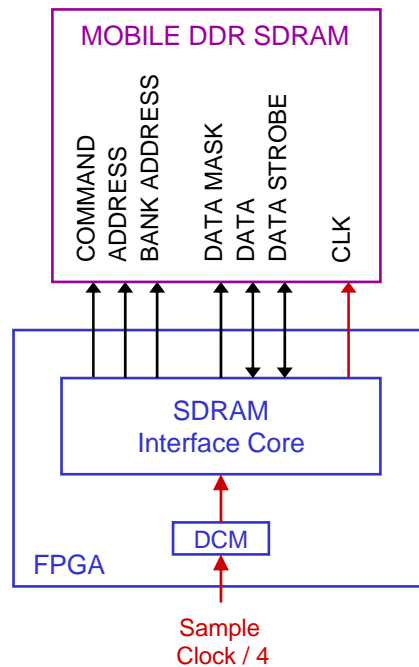 MOBILE DDR SDRAM
COMMAND
ADDRESS
BANK ADDRESS
DATA MASK
DATA
DATA STROBE
CLK
SDRAM
Interface Core
DCM
FPGA
Sample
Clock / 4